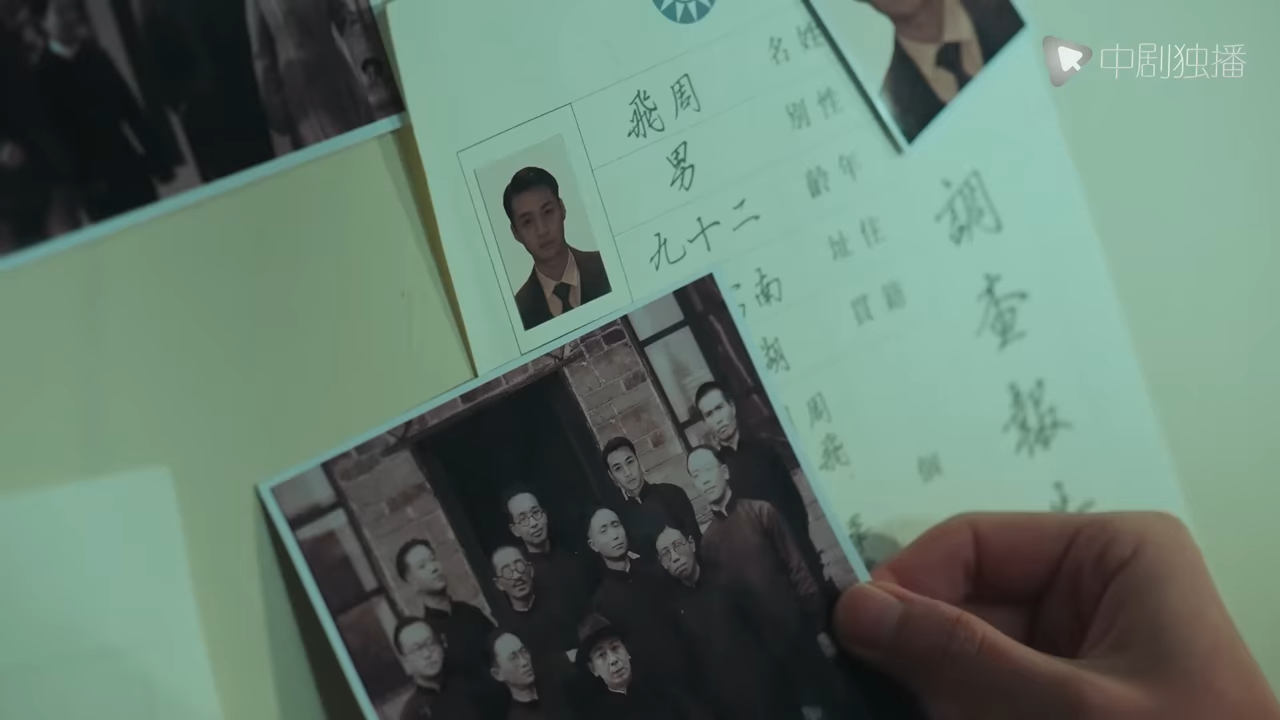 中剧独播
調查報
姓名 周飛
性別 男
年齡 二十九
住址 南
籍貫
周飛
個